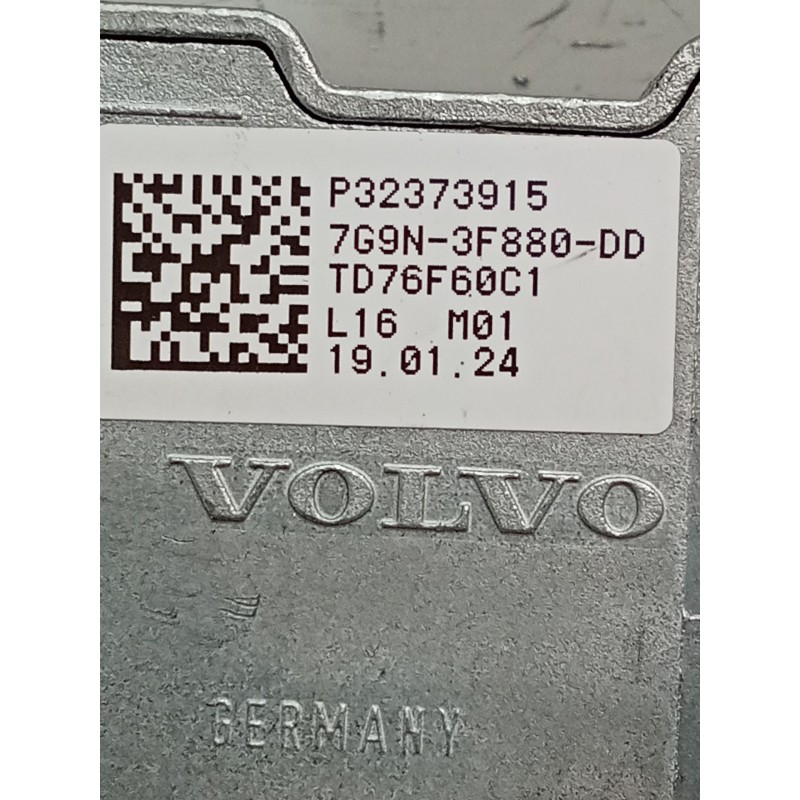 P32373915
7G9N-3F880-DD
TD76F60C1
L16 M01
19.01.24
VOLVO
GERMANY